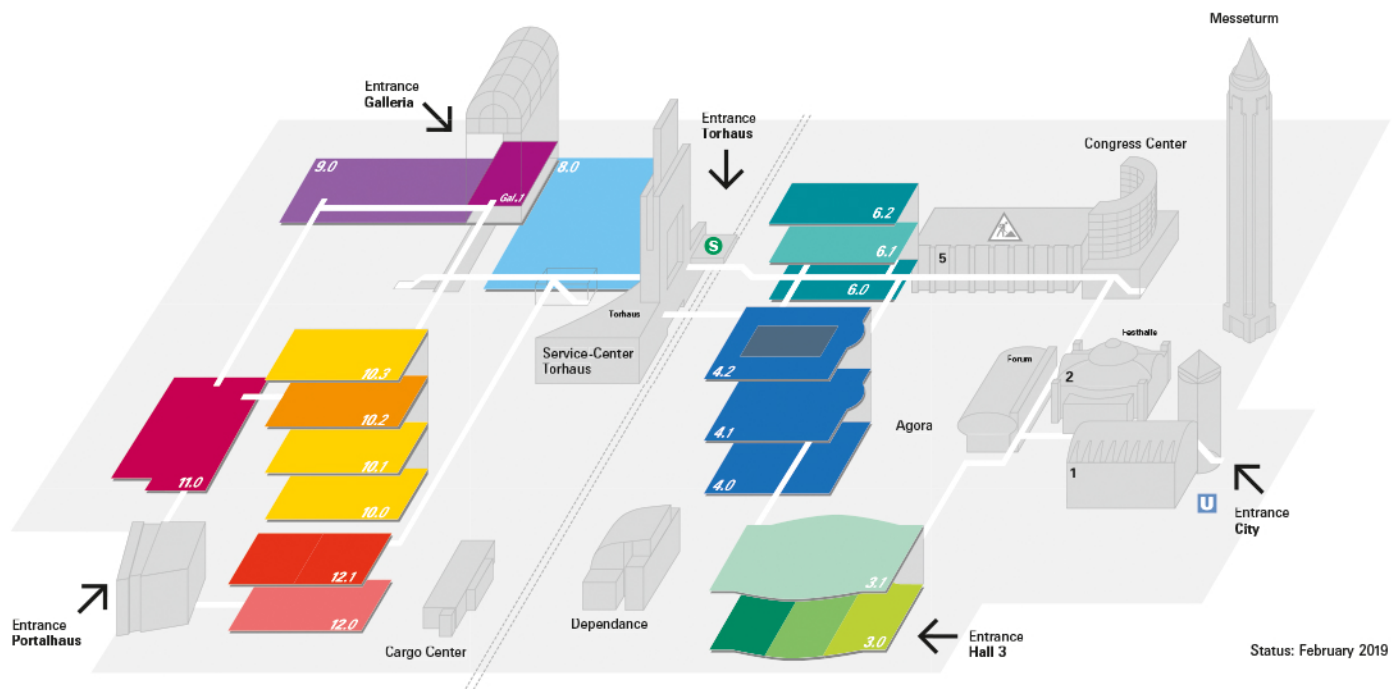 Messeturm
Entrance
Galleria
Entrance
Torhaus
Congress Center
9.0
Gal.1
8.0
6.2
6.1
6.0
S
5
Torhaus
Service-Center
Torhaus
4.2
4.1
4.0
Agora
Forum
Festhalle
2
1
U
Entrance
City
10.3
10.2
10.1
10.0
11.0
12.1
12.0
Entrance
Portalhaus
Cargo Center
Dependance
3.1
3.0
Entrance
Hall 3
Status: February 2019